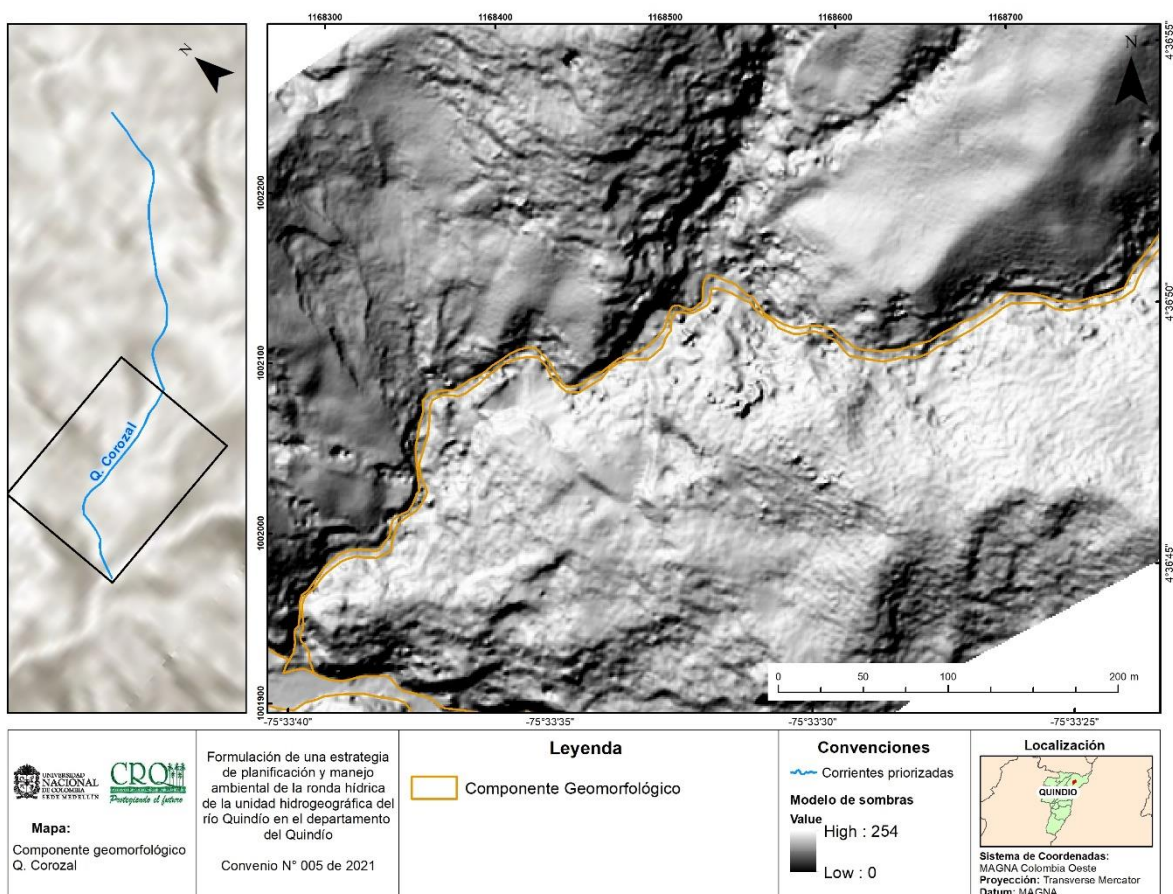 N
Q. Corozal
1168300
1168400
1168500
1168600
1168700
N
4°36'55"
4°36'50"
4°36'45"
1002200
1002100
1002000
1001900
0 50 100 200 m
-75°33'40"
-75°33'35"
-75°33'30"
-75°33'25"
UNIVERSIDAD
NACIONAL
DE COLOMBIA
SEDE MEDELLÍN
CRQ
Protegiendo el futuro
Mapa:
Componente geomorfológico
Q. Corozal
Formulación de una estrategia
de planificación y manejo
ambiental de la ronda hídrica
de la unidad hidrogeográfica del
río Quindío en el departamento
del Quindío
Convenio N° 005 de 2021
Leyenda
Componente Geomorfológico
Convenciones
Corrientes priorizadas
Modelo de sombras
Value
High : 254
Low : 0
Localización
QUINDIO
Sistema de Coordenadas:
MAGNA Colombia Oeste
Proyección: Transverse Mercator
Datum: MAGNA